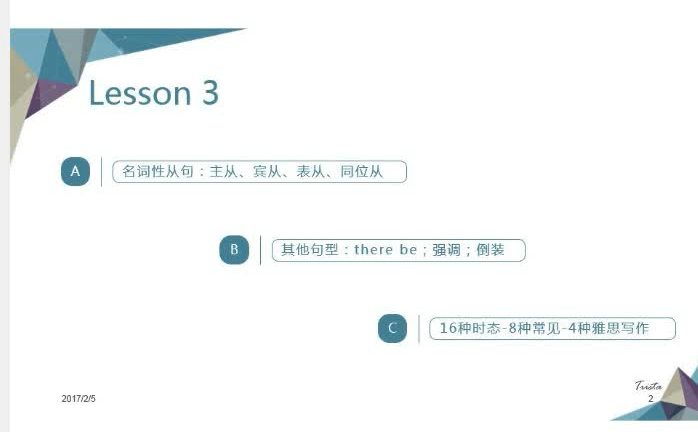 Lesson 3
A
名词性从句：主从、宾从、表从、同位从
B
其他句型：there be；强调；倒装
C
16种时态-8种常见-4种雅思写作
2017/2/5
Trista
2